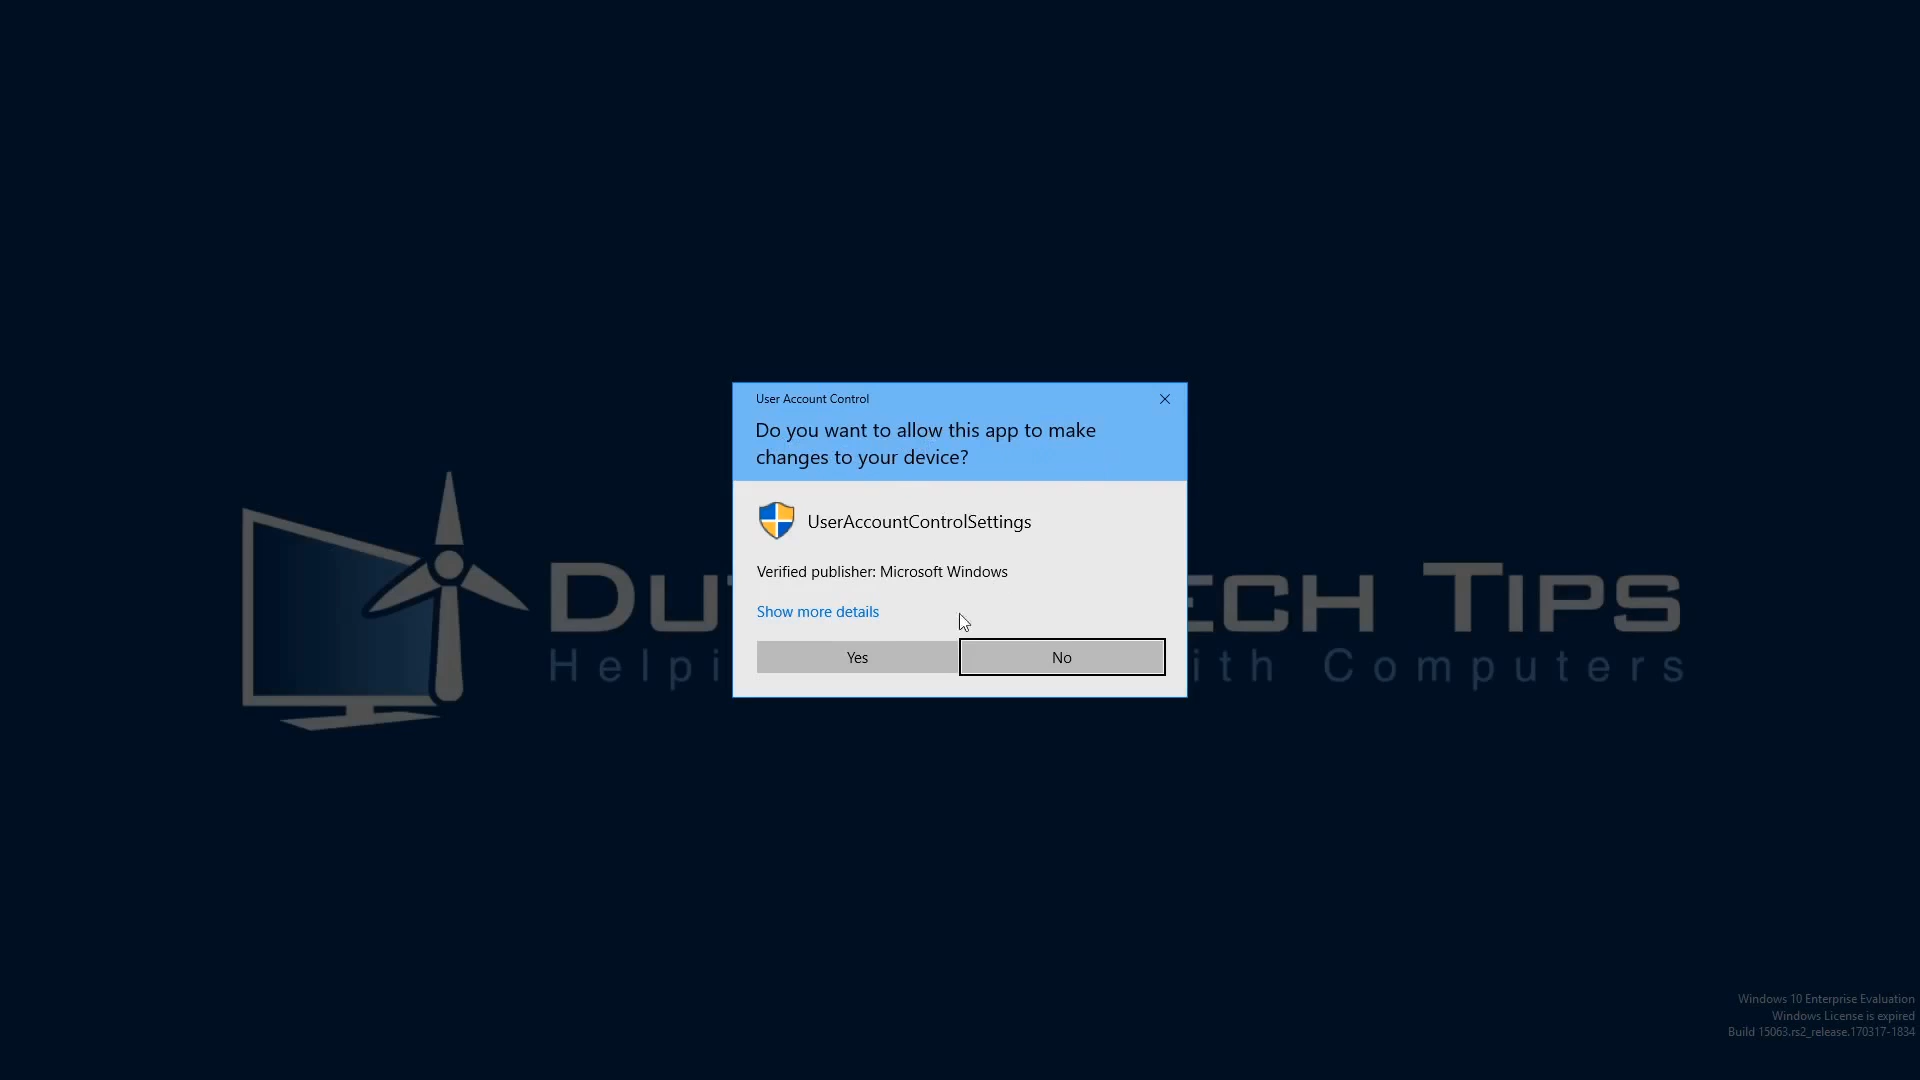 User Account Control
Do you want to allow this app to make
changes to your device?
UserAccountControlSettings
Verified publisher: Microsoft Windows
Show more details
Yes
No
TIPS
Computers
Windows 10 Enterprise Evaluation
Windows License is expired
Build 15063.rs2_release.170317-1834